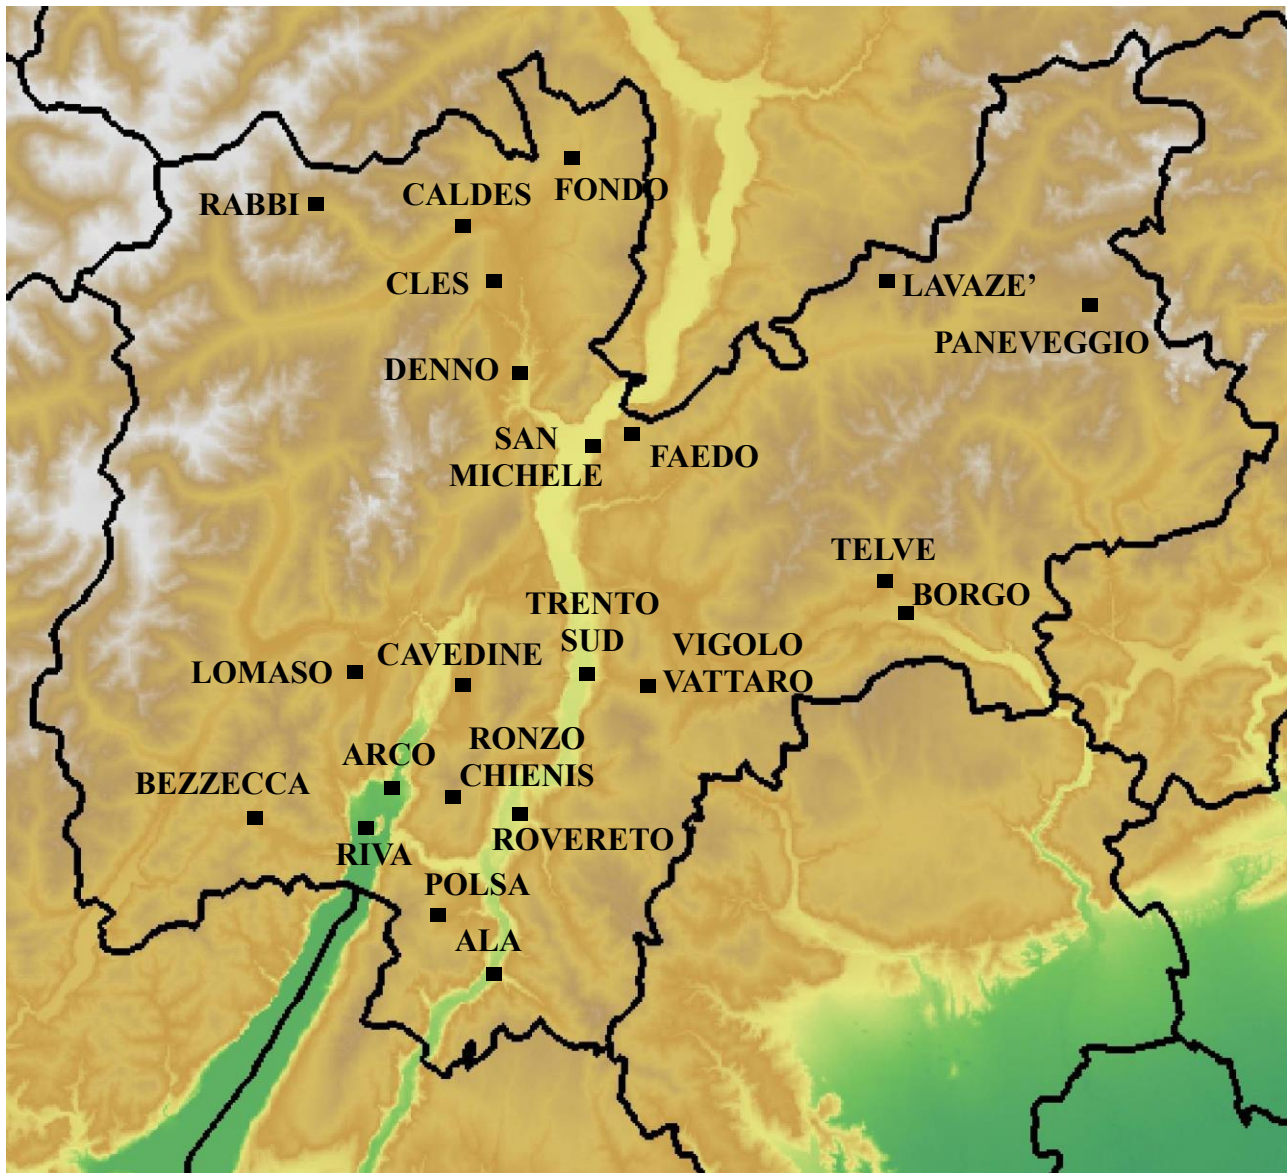 FONDO
CALDES
RABBI
CLES
LAVAZE’
PANEVEGGIO
DENNO
SAN
MICHELE
FAEDO
TELVE
BORGO
TRENTO
SUD
VIGOLO
VATTARO
CAVEDINE
LOMASO
RONZO
CHIENIS
ARCO
BEZZECCA
ROVERETO
RIVA
POLSA
ALA